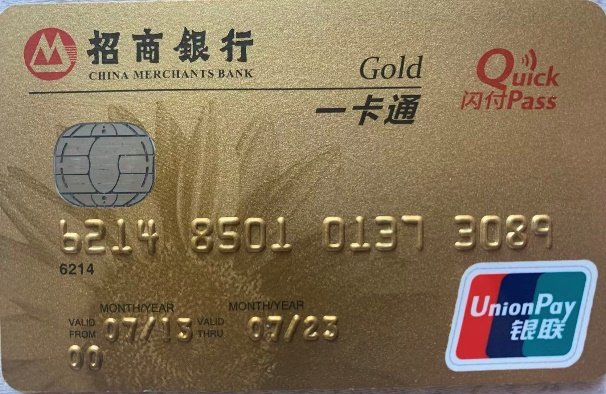 招商銀行
CHINA MERCHANTS BANK
Gold
一卡通
Quick
闪付Pass
6214 8501 0137 3089
6214
MONTH/YEAR MONTH/YEAR
VALID FROM 07/13 VALID THRU 07/23
00
UnionPay
银联